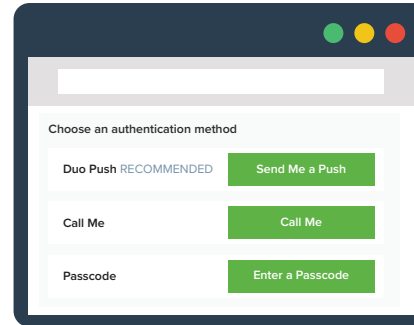 Choose an authentication method
Duo Push RECOMMENDED Send Me a Push
Call Me Call Me
Passcode Enter a Passcode